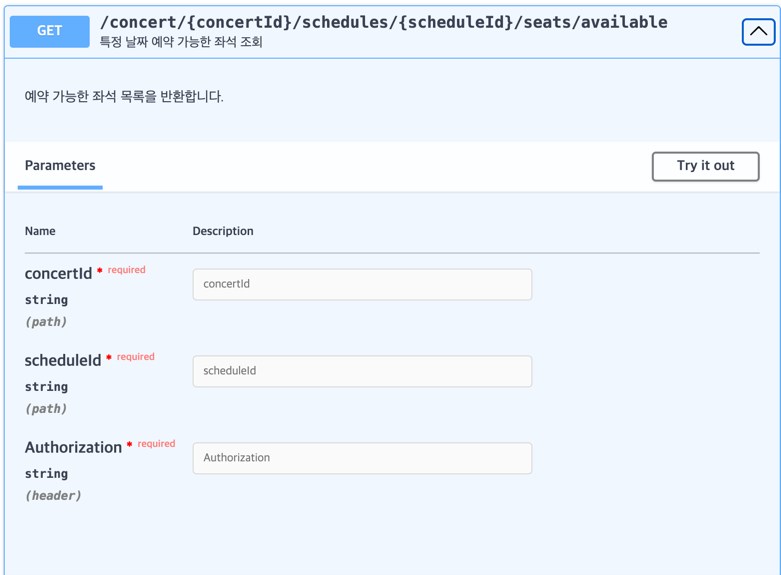 GET /concert/{concertId}/schedules/{scheduleId}/seats/available
특정 날짜 예약 가능한 좌석 조회
예약 가능한 좌석 목록을 반환합니다.
Parameters Try it out
Name Description
concertId * required concertId
string
(path)
scheduleId * required scheduleId
string
(path)
Authorization * required Authorization
string
(header)